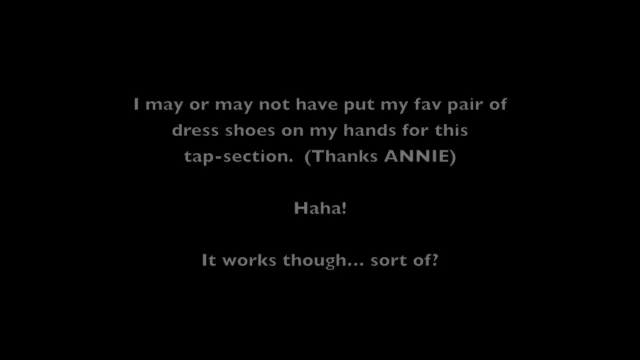 I may or may not have put my fav pair of
dress shoes on my hands for this
tap-section.  (Thanks ANNIE)
Haha!
It works though... sort of?